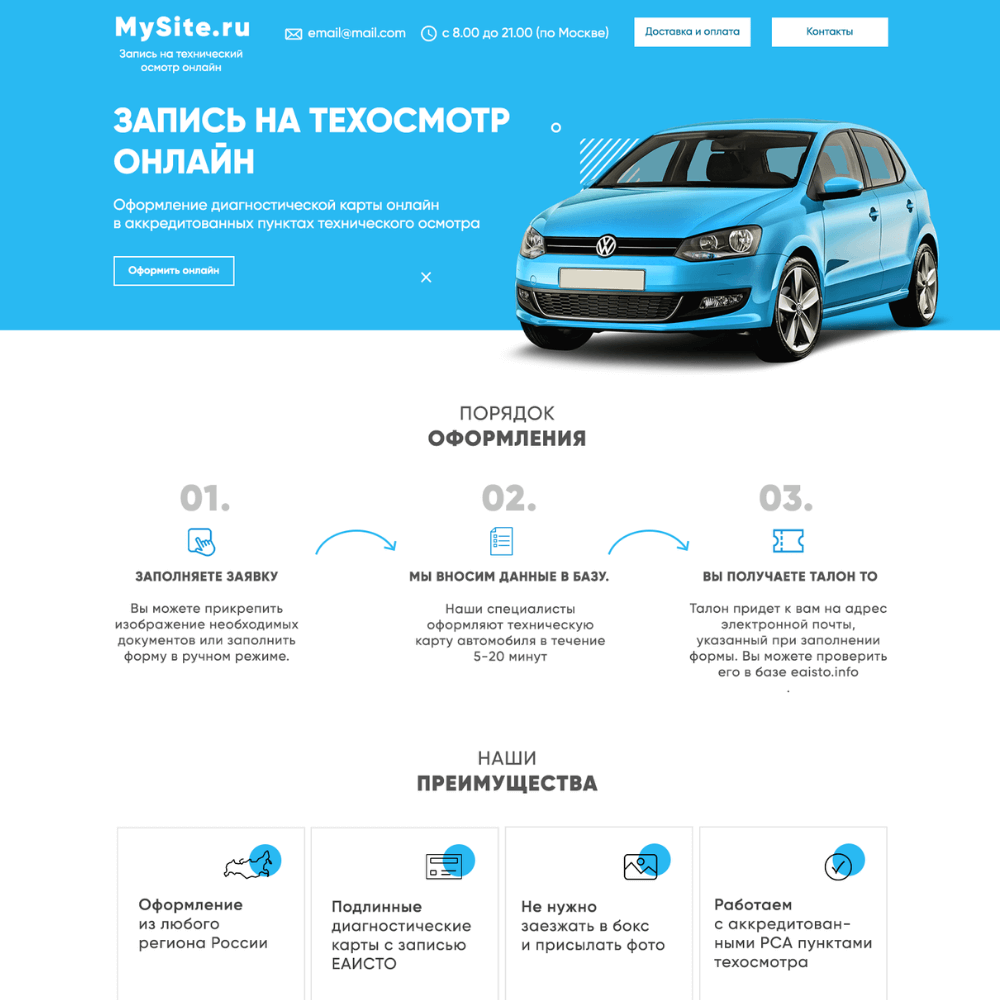 MySite.ru
Запись на технический
осмотр онлайн
email@mail.com
с 8.00 до 21.00 (по Москве)
Доставка и оплата
Контакты
ЗАПИСЬ НА ТЕХОСМОТР
ОНЛАЙН
Оформление диагностической карты онлайн
в аккредитованных пунктах технического осмотра
Оформить онлайн
ПОРЯДОК
ОФОРМЛЕНИЯ
01.
ЗАПОЛНЯЕТЕ ЗАЯВКУ
Вы можете прикрепить
изображение необходимых
документов или заполнить
форму в ручном режиме.
02.
МЫ ВНОСИМ ДАННЫЕ В БАЗУ.
Наши специалисты
оформляют техническую
карту автомобиля в течение
5-20 минут
03.
ВЫ ПОЛУЧАЕТЕ ТАЛОН ТО
Талон придет к вам на адрес
электронной почты,
указанный при заполнении
формы. Вы можете проверить
его в базе eaisto.info
.
НАШИ
ПРЕИМУЩЕСТВА
Оформление
из любого
региона России
Подлинные
диагностические
карты с записью
ЕАИСТО
Не нужно
заезжать в бокс
и присылать фото
Работаем
с аккредитован-
ными РСА пунктами
техосмотра